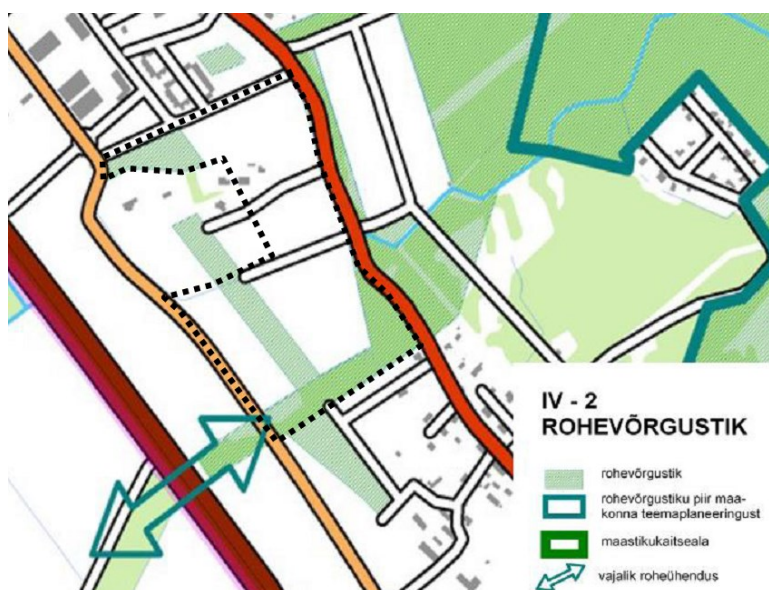 IV - 2
ROHEVÕRGUSTIK
rohevõrgustik
rohevõrgustiku piir maa-
konna teemaplaneeringust
maastikukaitseala
vajalik roheühendus